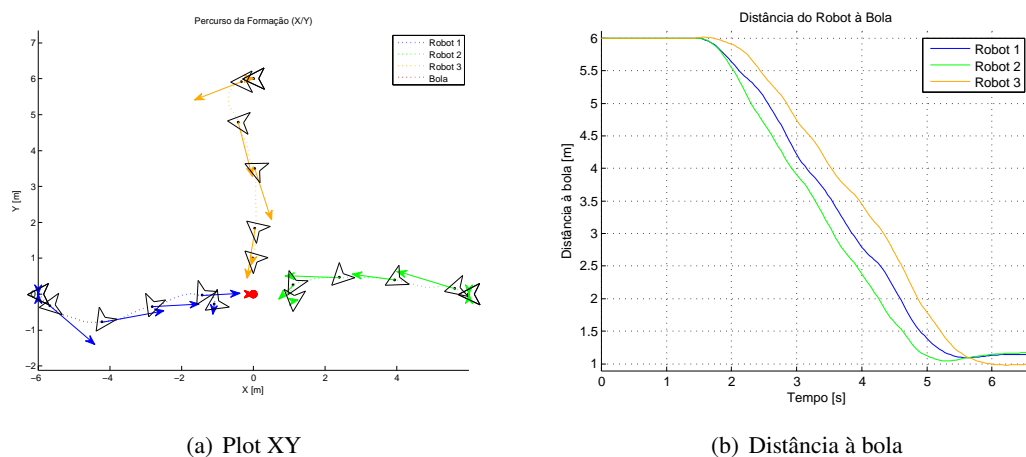 Percurso da Formação (X/Y)
Robot 1
Robot 2
Robot 3
Bola
7
6
5
4
3
2
1
0
−1
−2
Y [m]
−6
−4
−2
0
2
4
X [m]
(a) Plot XY
Distância do Robot à Bola
Robot 1
Robot 2
Robot 3
6
5.5
5
4.5
4
3.5
3
2.5
2
1.5
1
Distância à bola [m]
0
1
2
3
4
5
6
Tempo [s]
(b) Distância à bola